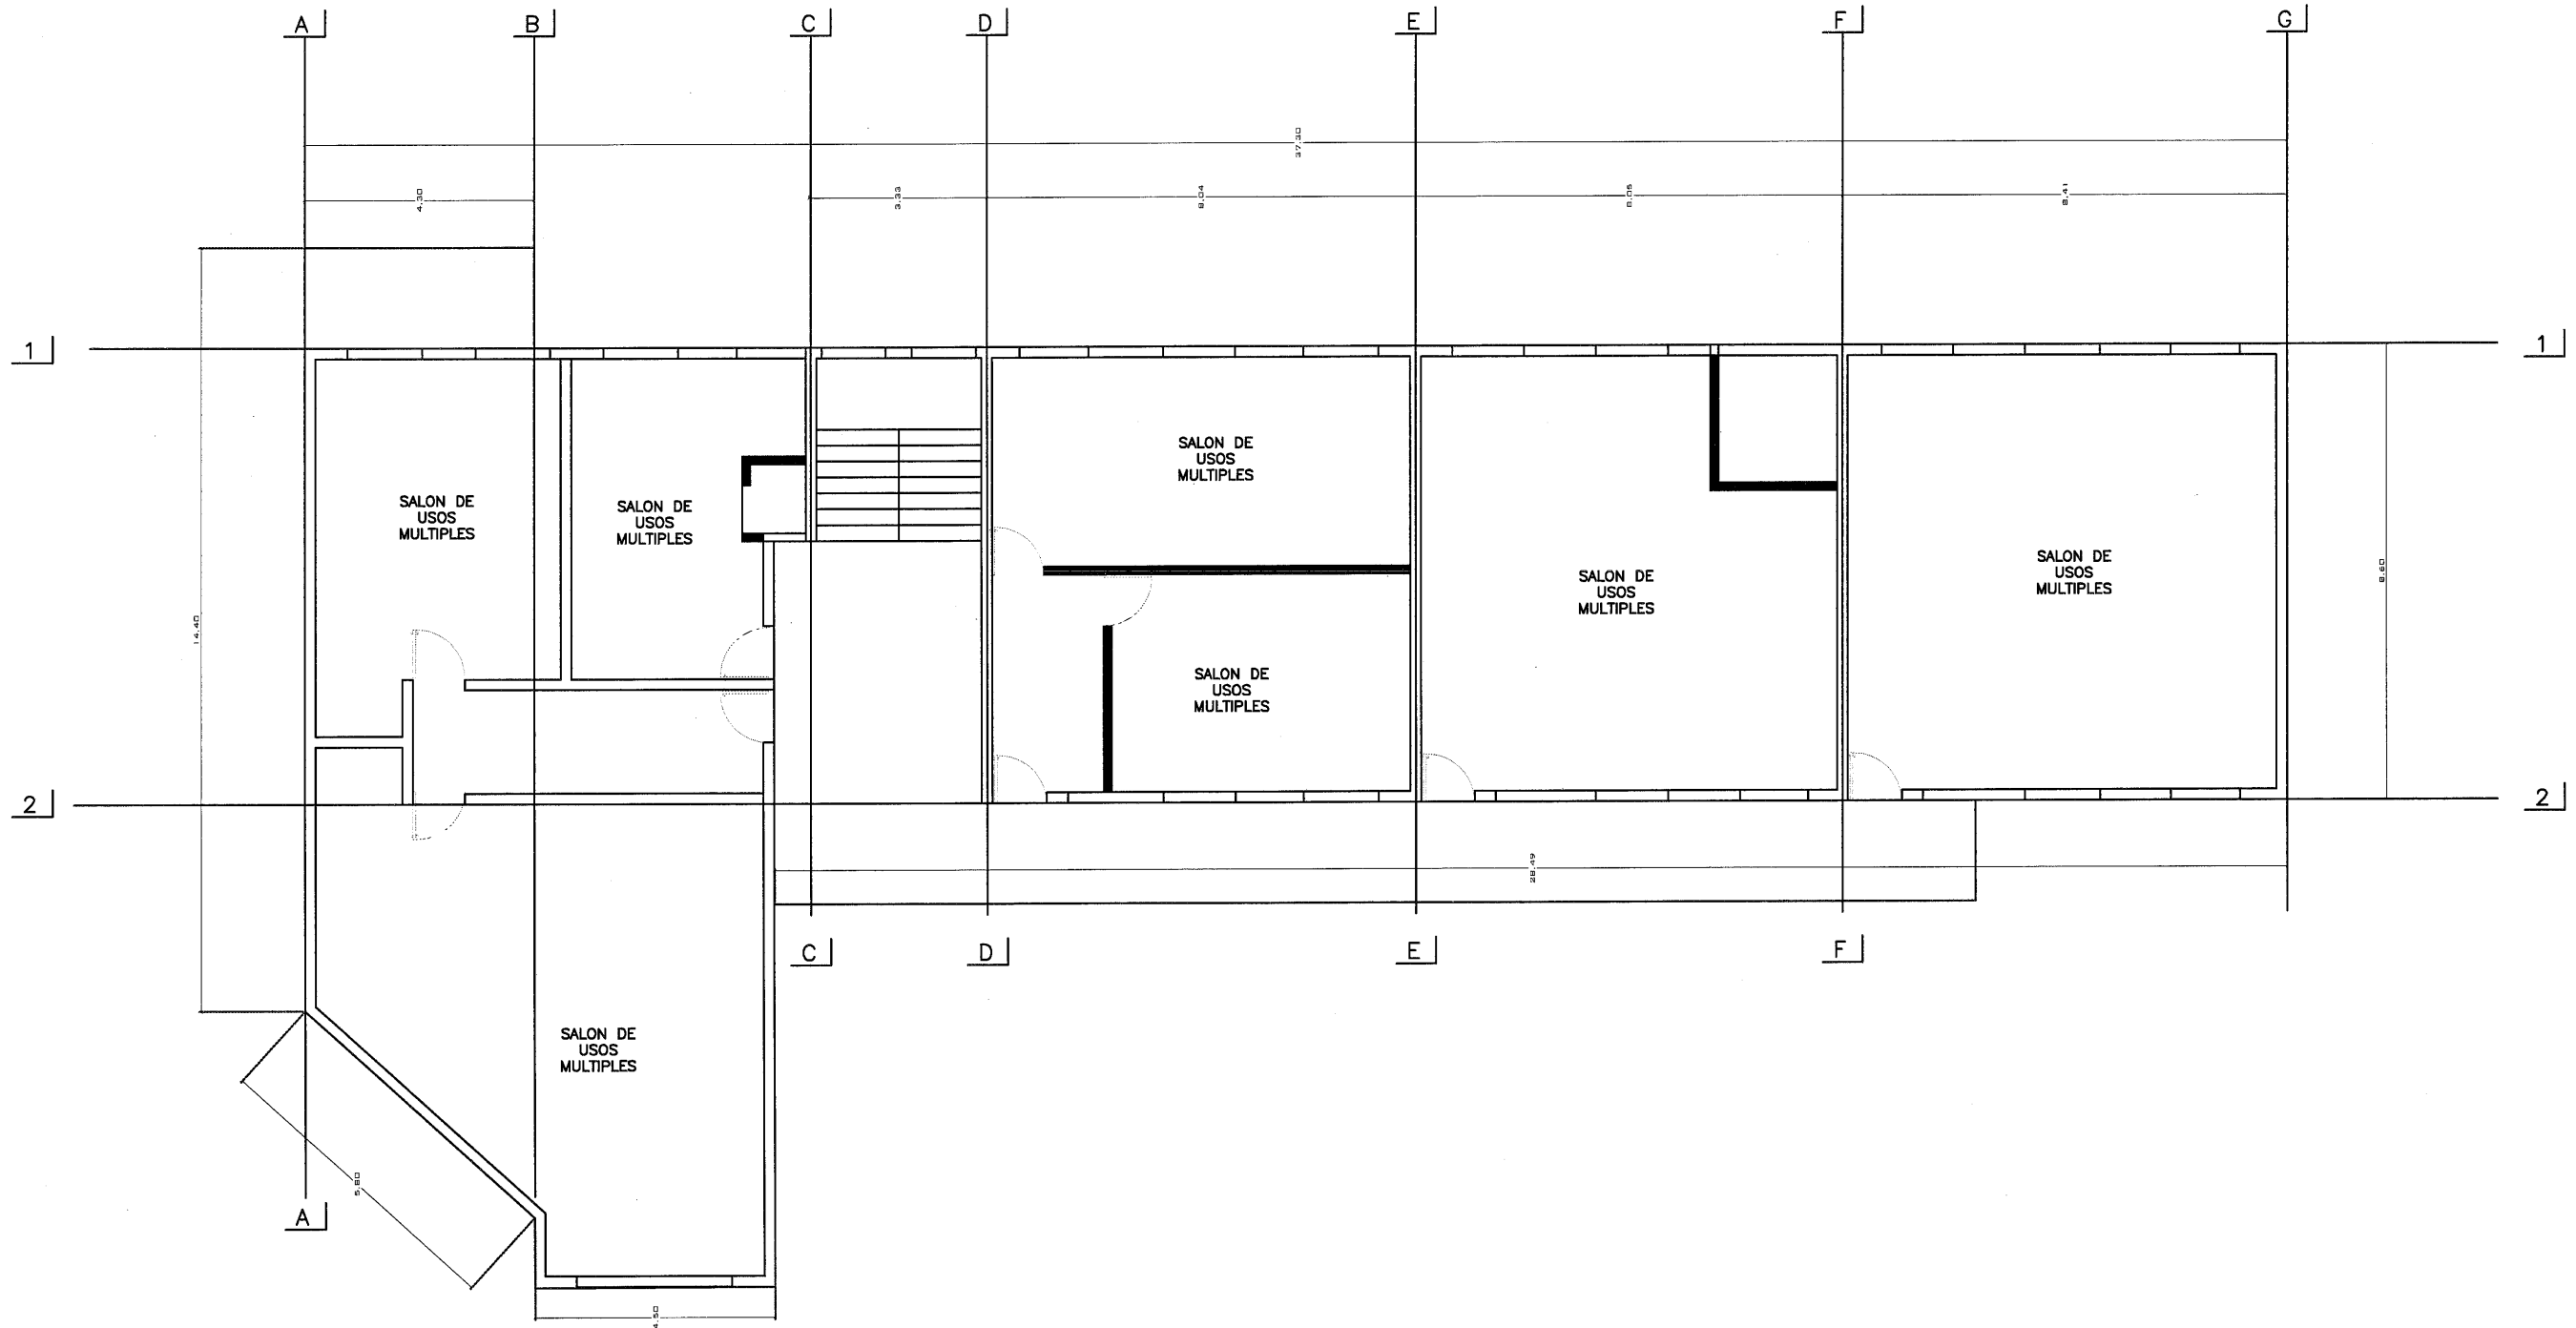 A B C D E F G
37.30
4.30 3.33 8.04 8.05 8.41
1 1
SALON DE
USOS
MULTIPLES
SALON DE
USOS
MULTIPLES
SALON DE
USOS
MULTIPLES
SALON DE
USOS
MULTIPLES
SALON DE
USOS
MULTIPLES
8.60
14.40
SALON DE
USOS
MULTIPLES
2 2
28.49
C D E F
SALON DE
USOS
MULTIPLES
5.80
A
4.50